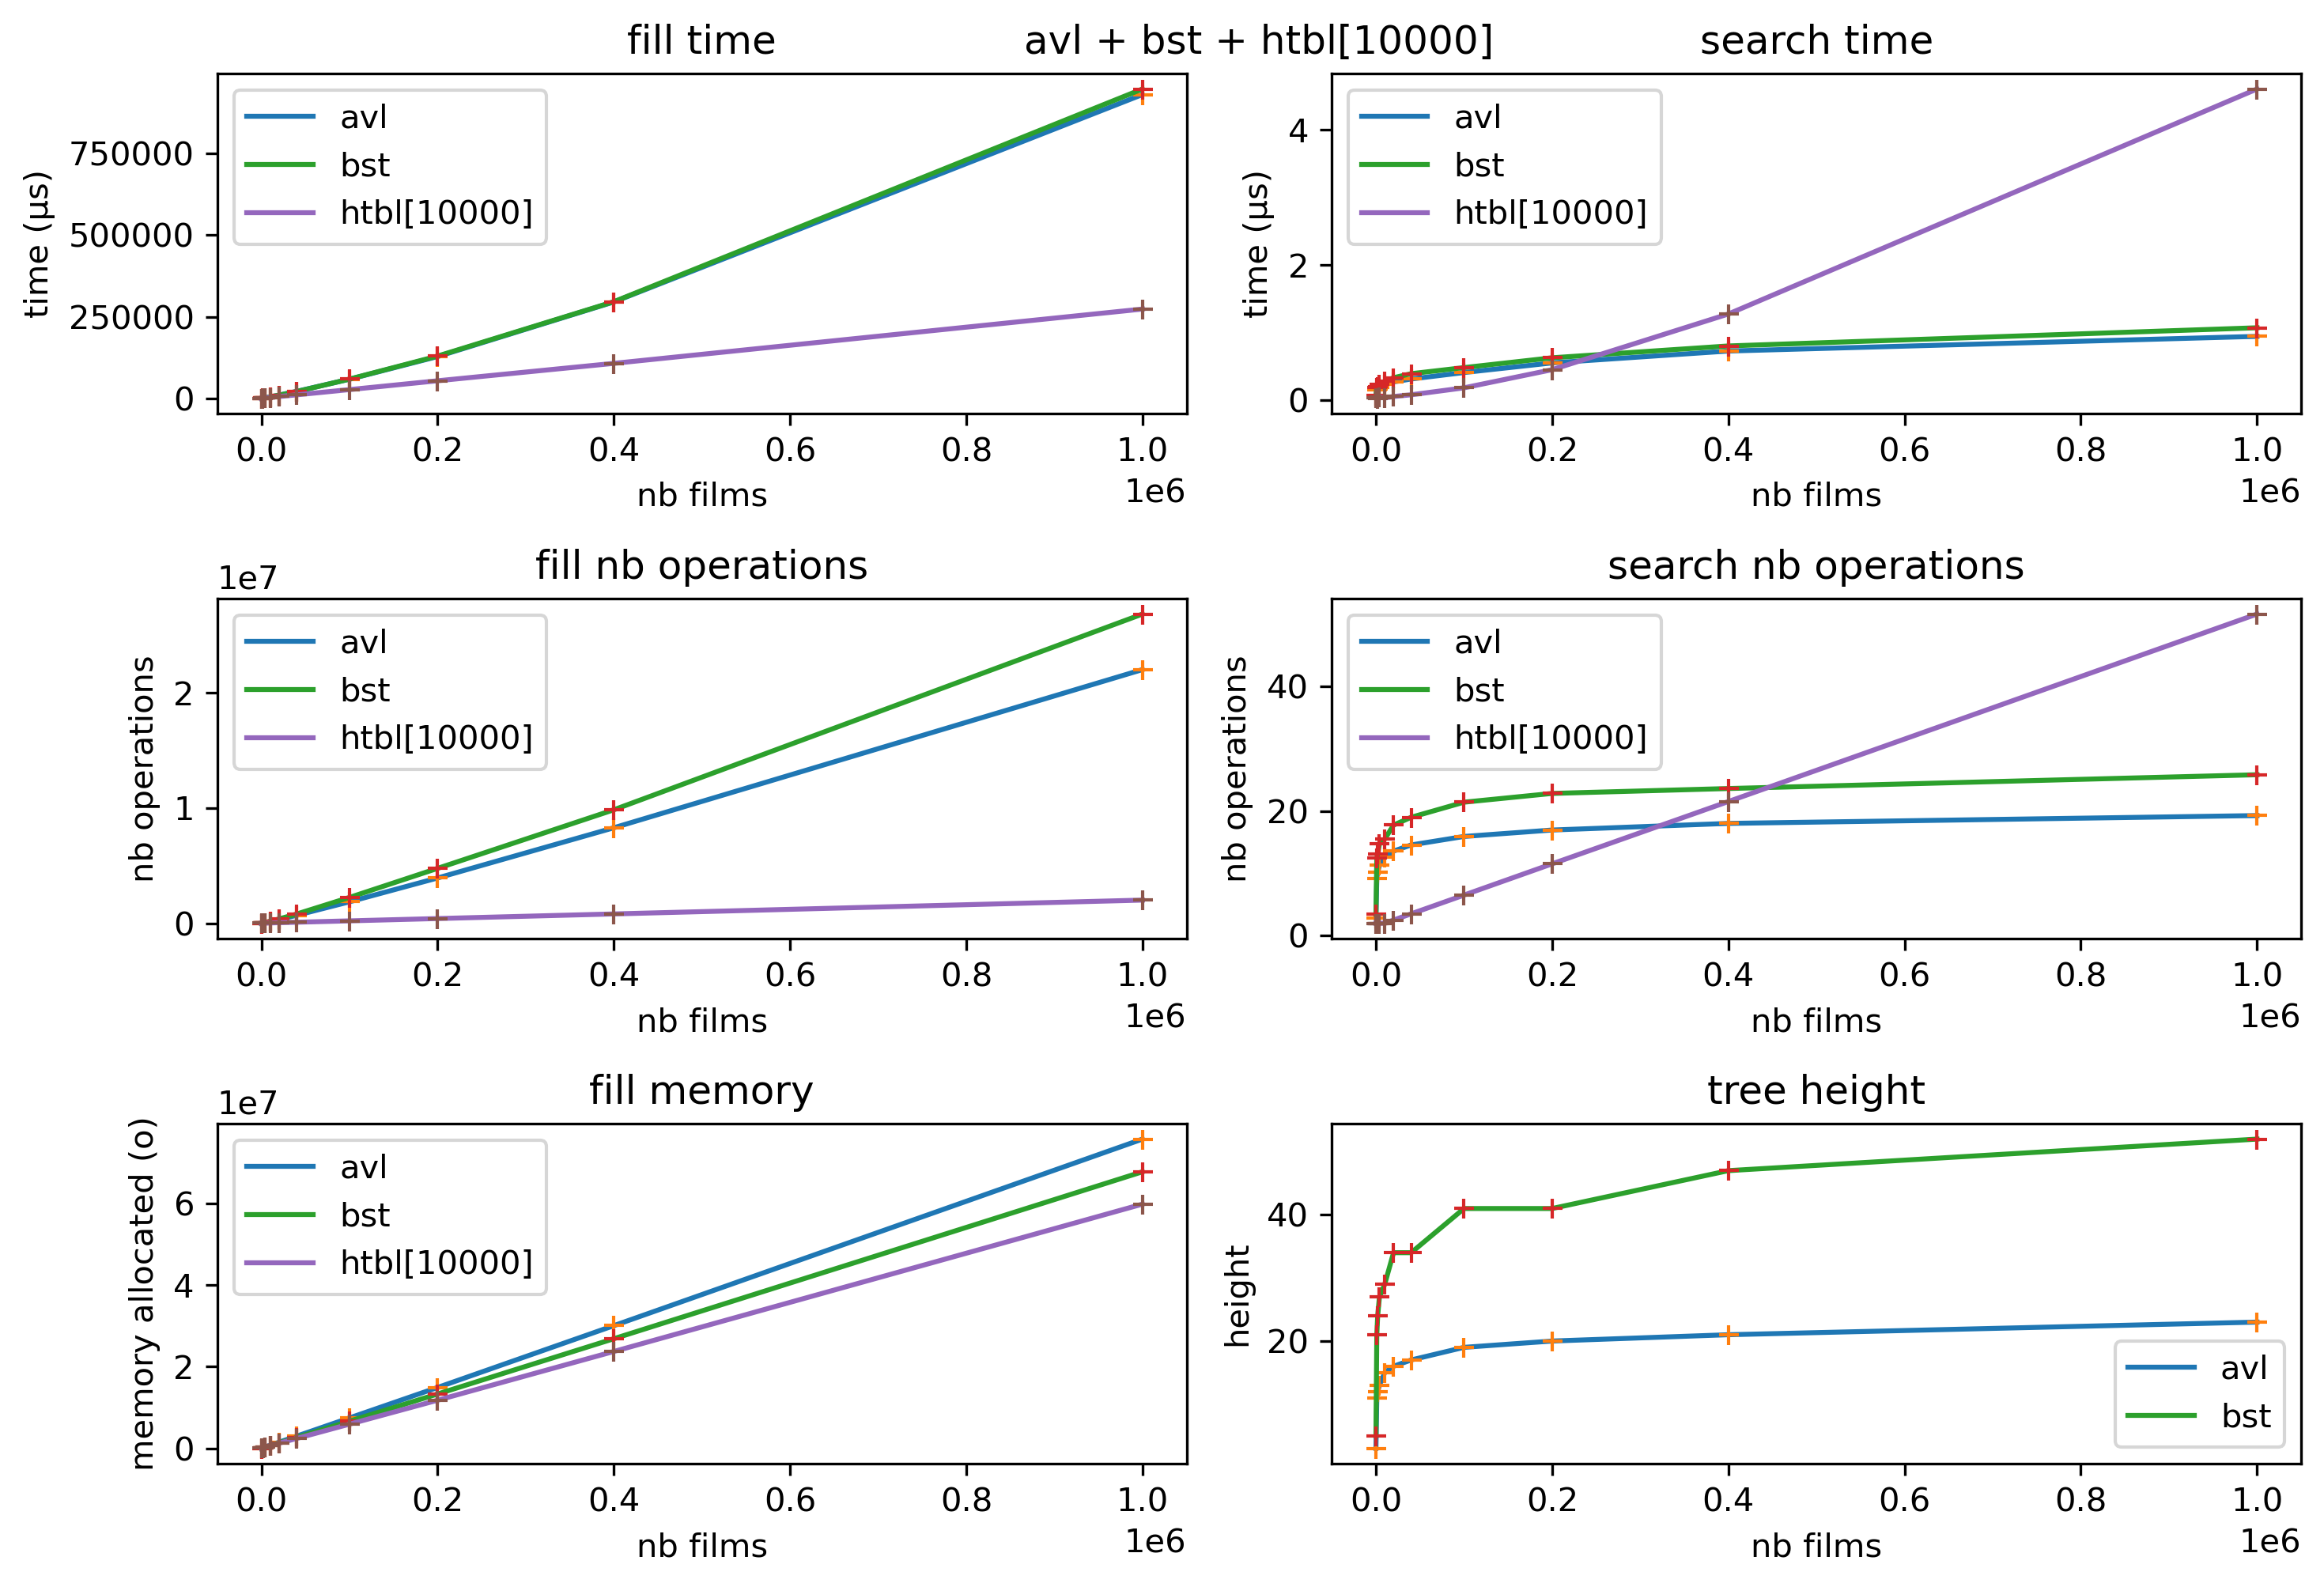 avl + bst + htbl[10000]
fill time
avl
bst
htbl[10000]
time (μs)
750000
500000
250000
0
0.0 0.2 0.4 0.6 0.8 1.0
nb films
1e6
search time
avl
bst
htbl[10000]
time (μs)
4
2
0
0.0 0.2 0.4 0.6 0.8 1.0
nb films
1e6
fill nb operations
1e7
avl
bst
htbl[10000]
nb operations
2
1
0
0.0 0.2 0.4 0.6 0.8 1.0
nb films
1e6
search nb operations
avl
bst
htbl[10000]
nb operations
40
20
0
0.0 0.2 0.4 0.6 0.8 1.0
nb films
1e6
fill memory
1e7
avl
bst
htbl[10000]
memory allocated (o)
6
4
2
0
0.0 0.2 0.4 0.6 0.8 1.0
nb films
1e6
tree height
height
40
20
avl
bst
0.0 0.2 0.4 0.6 0.8 1.0
nb films
1e6